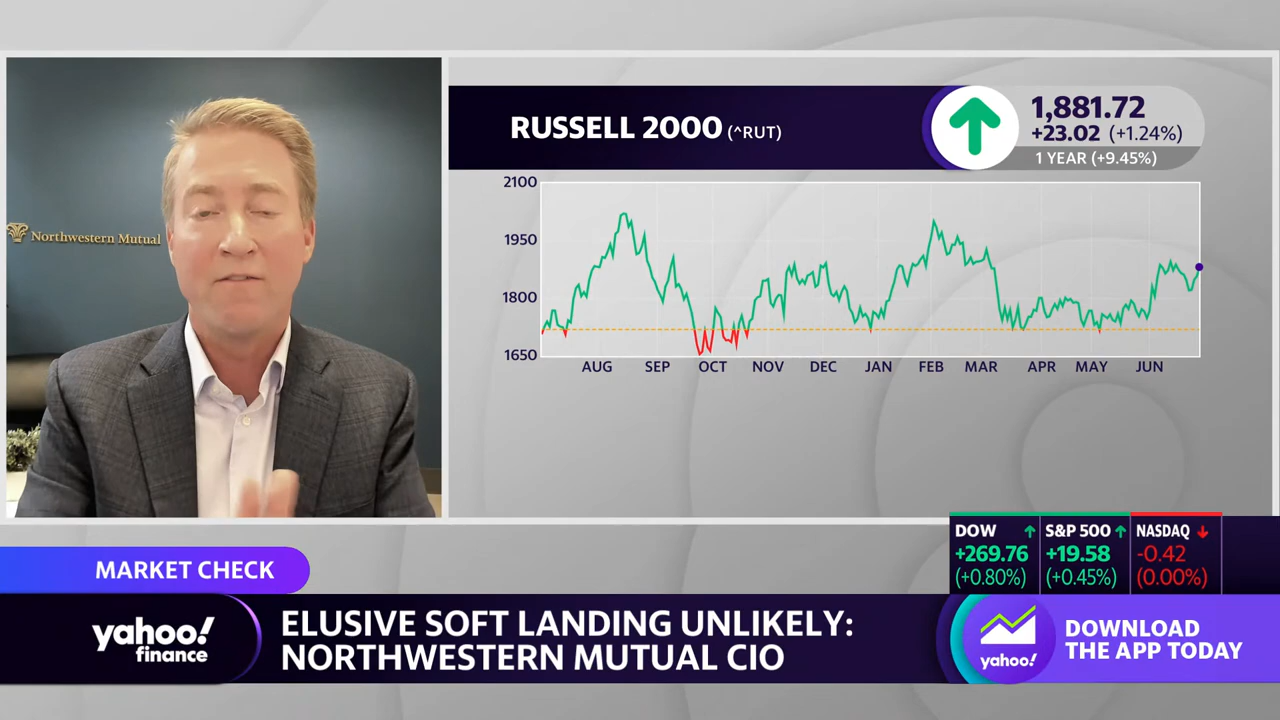 Northwestern Mutual
RUSSELL 2000 (^RUT)
1,881.72
+23.02 (+1.24%)
1 YEAR (+9.45%)
2100
1950
1800
1650
AUG SEP OCT NOV DEC JAN FEB MAR APR MAY JUN
DOW
+269.76
(+0.80%)
S&P 500
+19.58
(+0.45%)
NASDAQ
-0.42
(0.00%)
MARKET CHECK
yahoo!
finance
ELUSIVE SOFT LANDING UNLIKELY:
NORTHWESTERN MUTUAL CIO
yahoo!
DOWNLOAD
THE APP TODAY